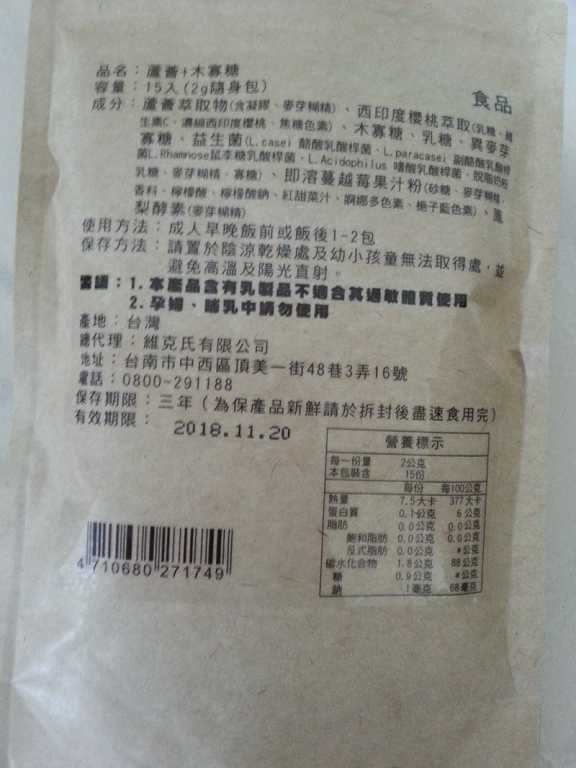 品名：蘆薈+木寡糖
容量：15入(2g隨身包)
食品
成分：蘆薈萃取物(含凝膠、麥芽糊精)、西印度櫻桃萃取(乳糖、維
生素C、濃縮西印度櫻桃、焦糖色素)、木寡糖、乳糖、異麥芽
寡糖、益生菌(L.casei 酪酸乳酸桿菌、L.paracasei 副酪酸乳酸桿
菌L.Rhamnose鼠李糖乳酸桿菌、L.Acidophilus 嗜酸乳酸桿菌、脫脂奶粉
乳糖、麥芽糊精、寡糖)、即溶蔓越莓果汁粉(砂糖、麥芽糊精、
香料、檸檬酸、檸檬酸鈉、紅甜菜汁、婀娜多色素、梔子藍色素)、鳳
梨酵素(麥芽糊精)
使用方法：成人早晚飯前或飯後1-2包
保存方法：請置於陰涼乾燥處及幼小孩童無法取得處，並
避免高溫及陽光直射。
警語：1.本產品含有乳製品不適合其過敏體質使用
2.孕婦、哺乳中請勿使用
產地：台灣
總代理：維克氏有限公司
地址：台南市中西區頂美一街48巷3弄16號
電話：0800-291188
保存期限：三年(為保產品新鮮請於拆封後盡速食用完)
有效期限：
2018.11.20
營養標示
每一份量 2公克
本包裝含 15份
每份 每100公克
熱量 7.5大卡 377大卡
蛋白質 0.1公克 6公克
脂肪 0.0公克 0.0公克
飽和脂肪 0.0公克 0.0公克
反式脂肪 0.0公克 *公克
碳水化合物 1.8公克 88公克
糖 0.9公克 *公克
鈉 1毫克 68毫克
4710680271749